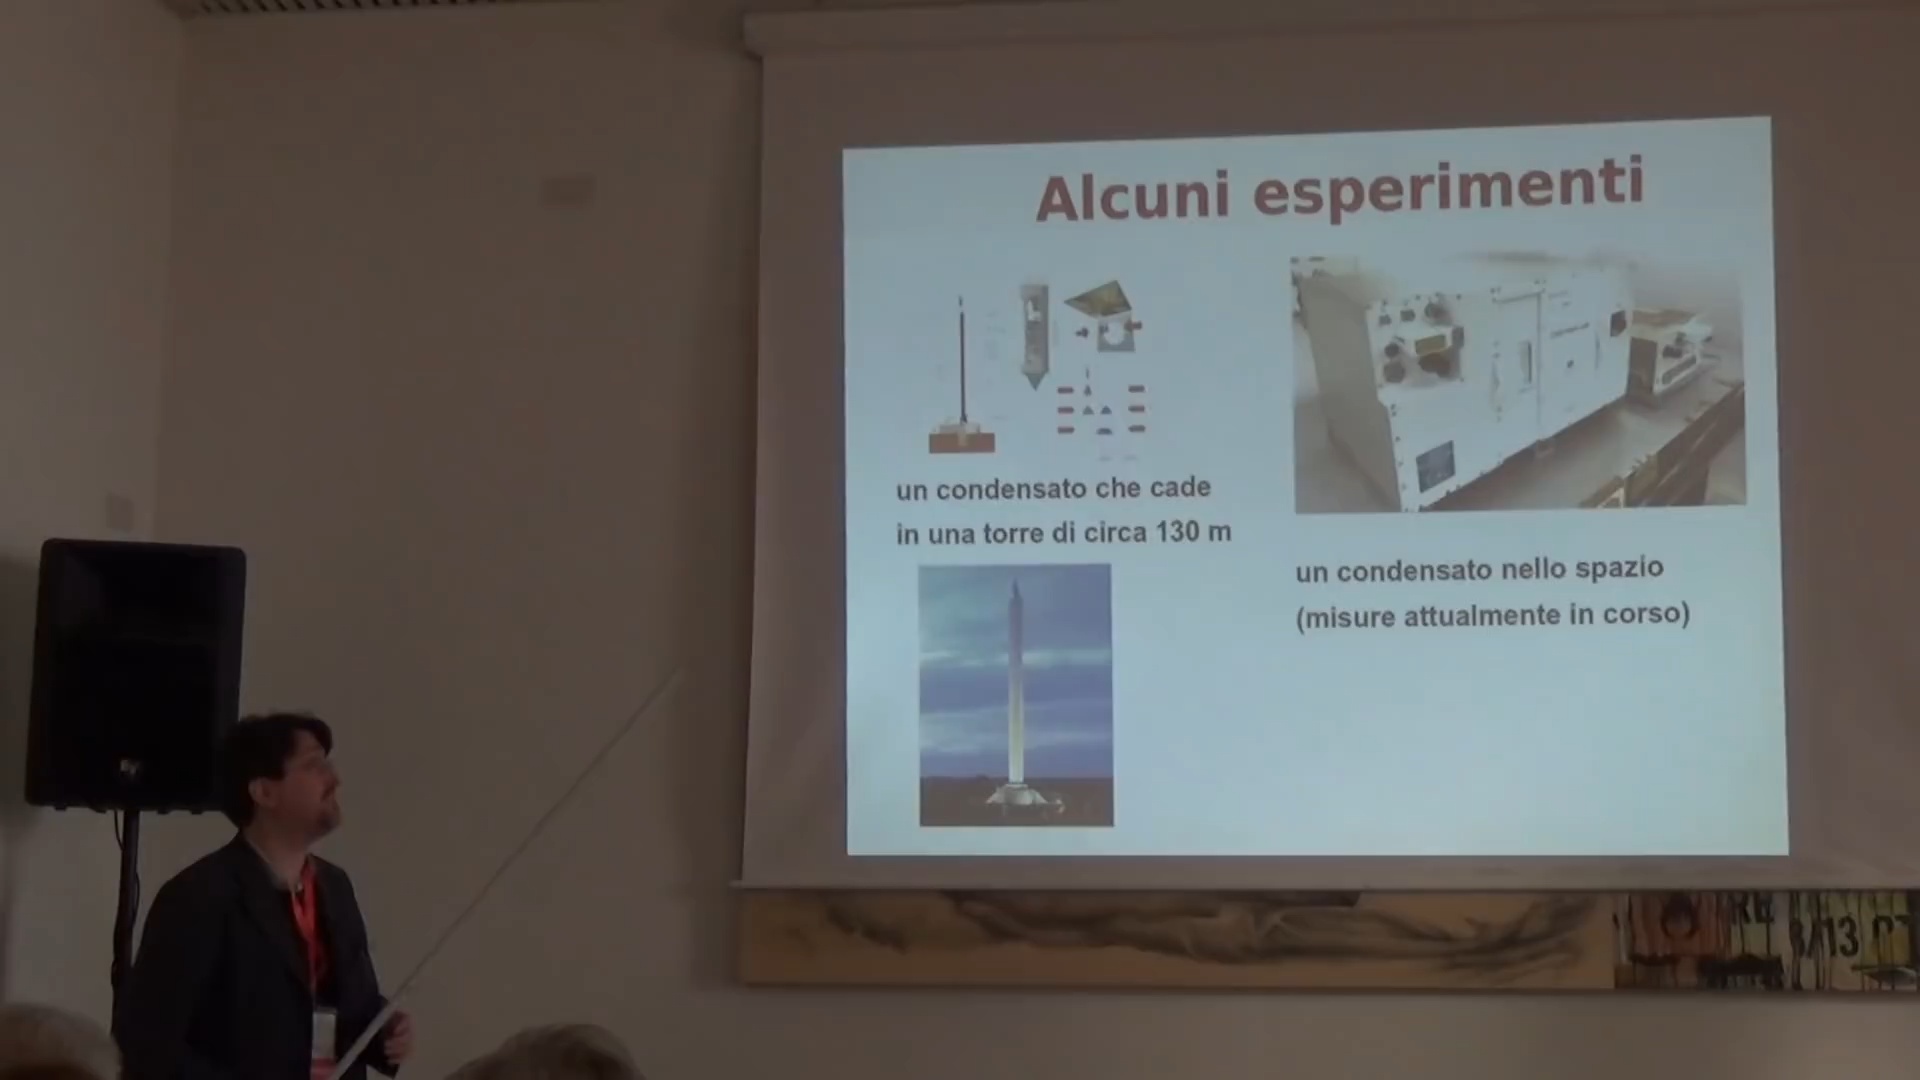 Alcuni esperimenti
un condensato che cade
in una torre di circa 130 m
un condensato nello spazio
(misure attualmente in corso)